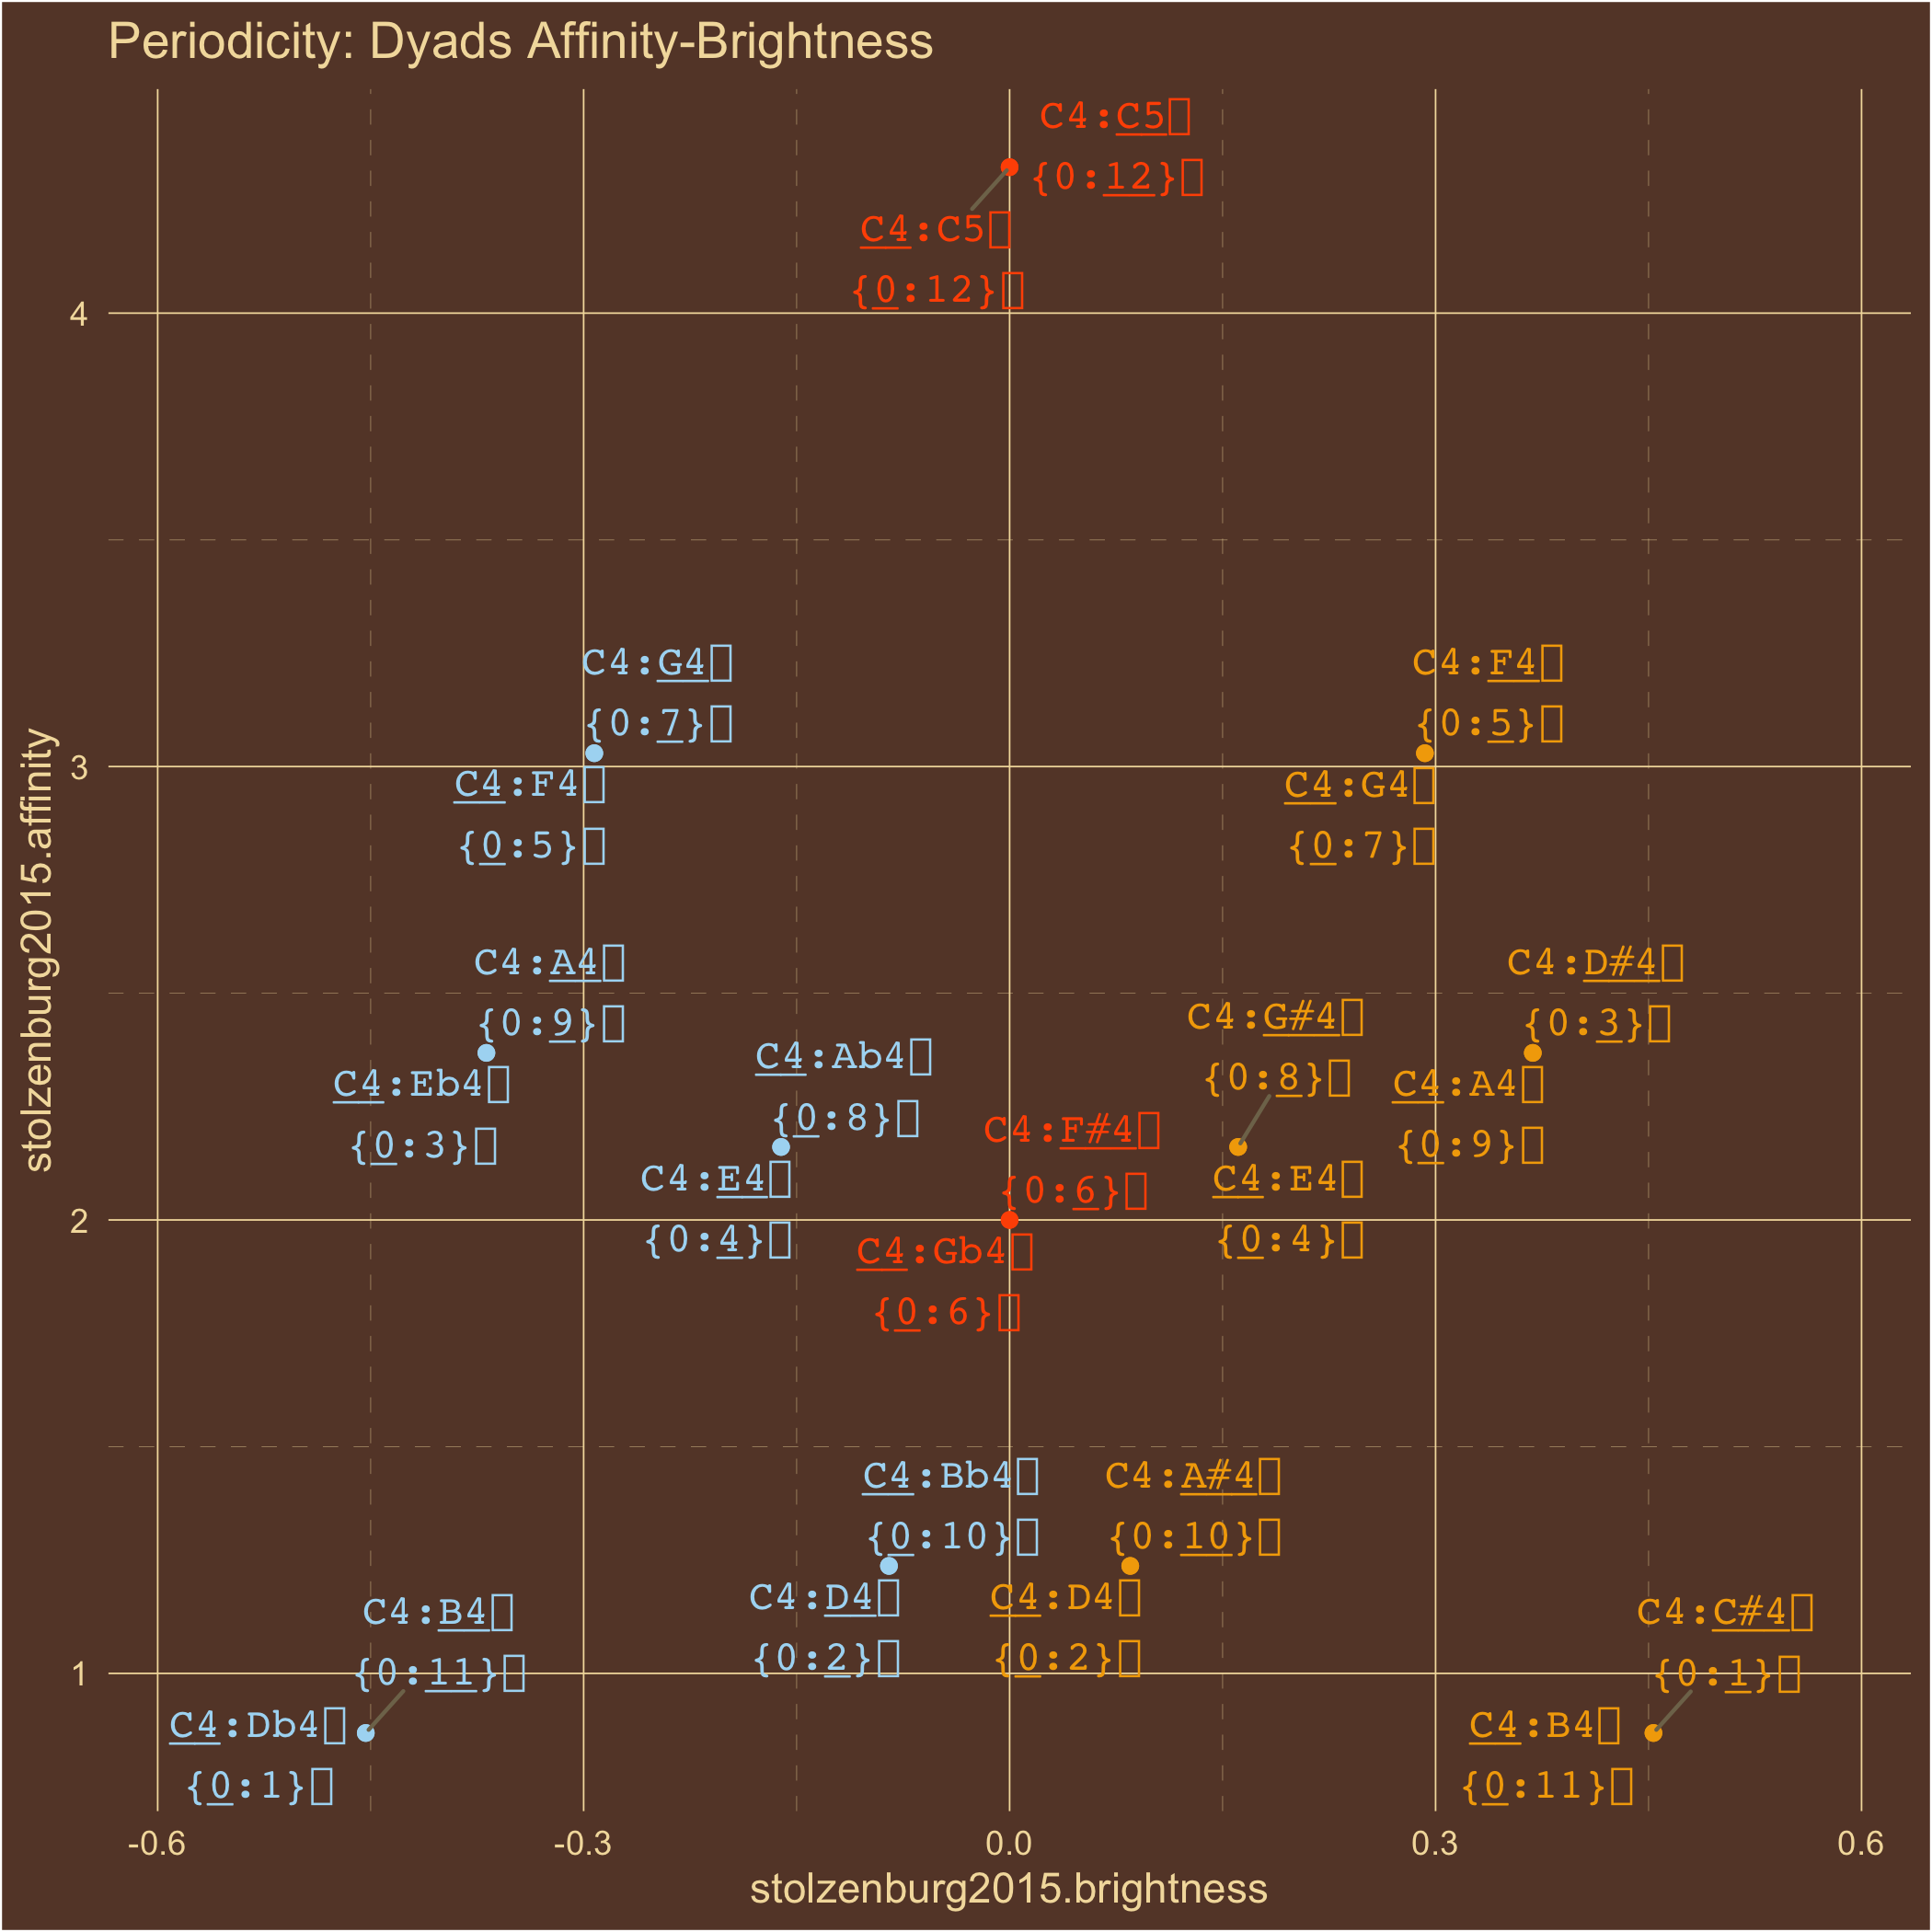 Periodicity: Dyads Affinity-Brightness
C4:C5
{0:12}
C4:C5
{0:12}
4
C4:G4
{0:7}
C4:F4
{0:5}
3
C4:F4
{0:5}
C4:G4
{0:7}
C4:A4
{0:9}
C4:Eb4
{0:3}
C4:Ab4
{0:8}
C4:E4
{0:4}
C4:F#4
{0:6}
C4:Gb4
{0:6}
C4:G#4
{0:8}
C4:E4
{0:4}
C4:D#4
{0:3}
C4:A4
{0:9}
2
C4:Bb4
{0:10}
C4:D4
{0:2}
C4:A#4
{0:10}
C4:D4
{0:2}
C4:B4
{0:11}
C4:Db4
{0:1}
C4:C#4
{0:1}
C4:B4
{0:11}
1
stolzenburg2015.affinity
-0.6
-0.3
0.0
0.3
0.6
stolzenburg2015.brightness